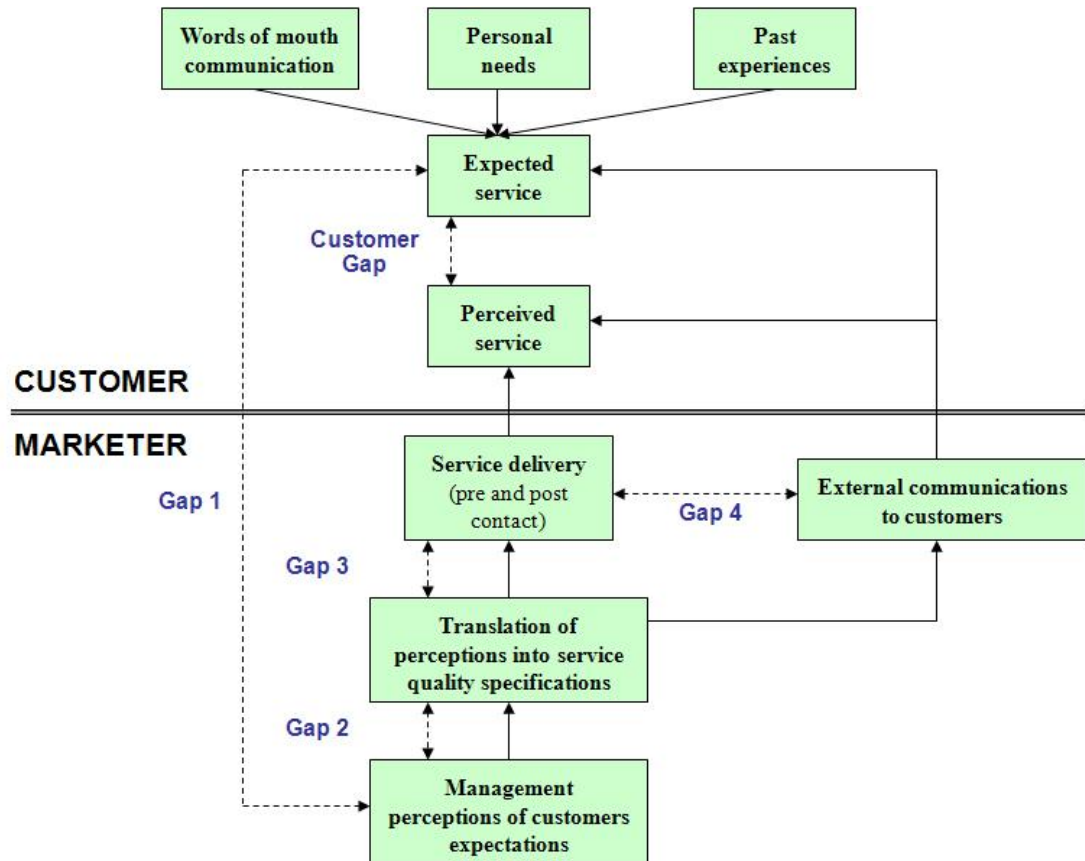 Words of mouth
communication
Personal
needs
Past
experiences
Expected
service
Customer
Gap
Perceived
service
CUSTOMER
MARKETER
Service delivery
(pre and post
contact)
External communications
to customers
Gap 1
Gap 4
Gap 3
Translation of
perceptions into service
quality specifications
Gap 2
Management
perceptions of customers
expectations